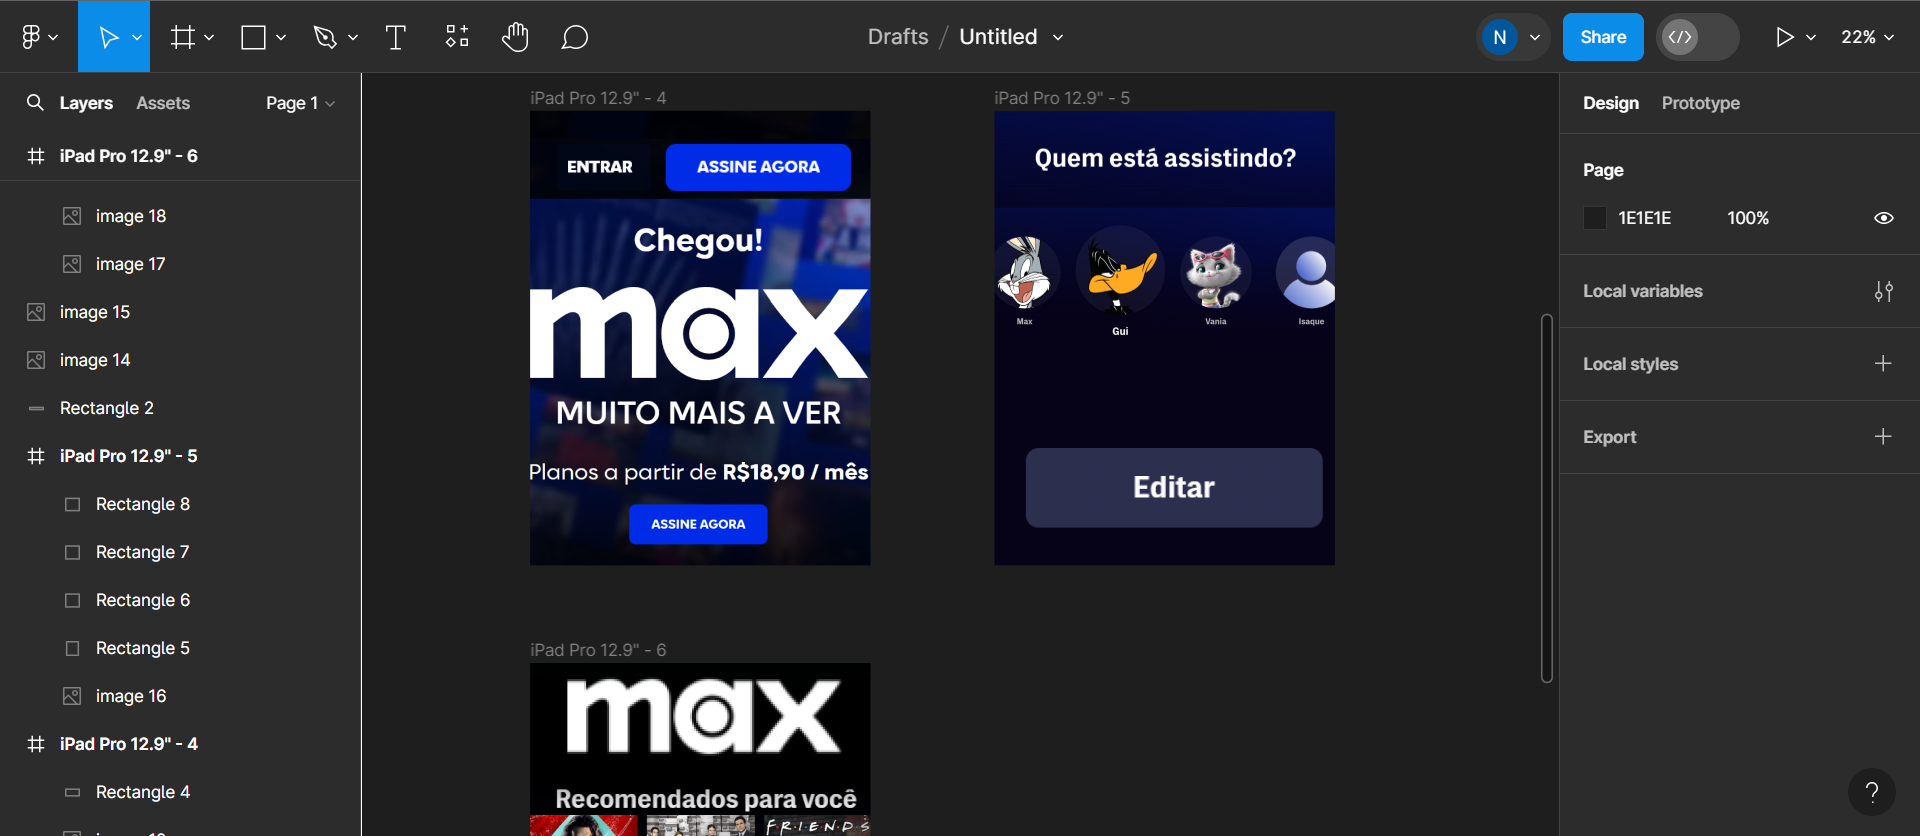 Drafts / Untitled
N
Share
22%
Layers
Assets
Page 1
iPad Pro 12.9" - 6
image 18
image 17
image 15
image 14
Rectangle 2
iPad Pro 12.9" - 5
Rectangle 8
Rectangle 7
Rectangle 6
Rectangle 5
image 16
iPad Pro 12.9" - 4
Rectangle 4
iPad Pro 12.9" - 4
ENTRAR
ASSINE AGORA
Chegou!
max
MUITO MAIS A VER
Planos a partir de R$18,90 / mês
ASSINE AGORA
iPad Pro 12.9" - 5
Quem está assistindo?
Max
Gui
Vania
Isaque
Editar
iPad Pro 12.9" - 6
max
Recomendados para você
F·R·I·E·N·D·S
Design
Prototype
Page
1E1E1E
100%
Local variables
Local styles
Export
?